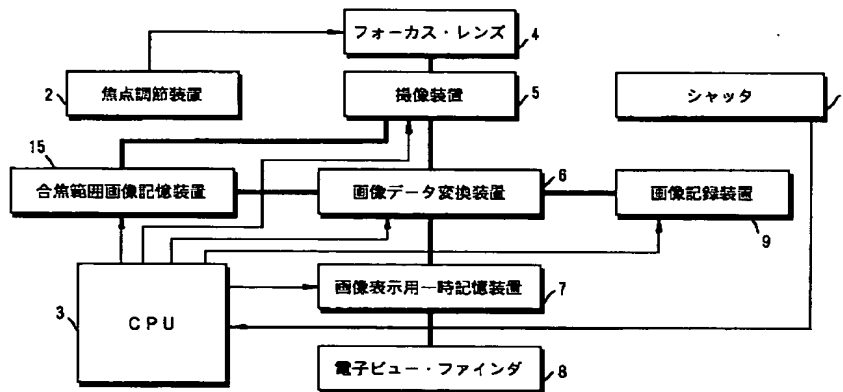 フォーカス・レンズ
4
2
焦点調節装置
撮像装置
5
シャッタ
15
合焦範囲画像記憶装置
画像データ変換装置
6
画像記録装置
9
3
CPU
画像表示用一時記憶装置
7
電子ビュー・ファインダ
8